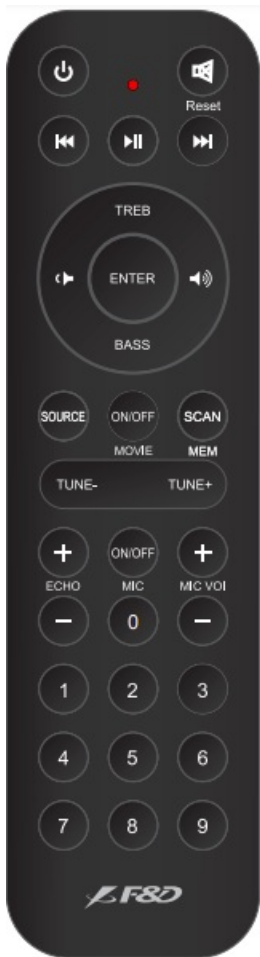 Reset
TREB
ENTER
BASS
SOURCE ON/OFF SCAN
MOVIE MEM
TUNE- TUNE+
+ ON/OFF +
ECHO MIC MIC VOl
- 0 -
1 2 3
4 5 6
7 8 9
F&D